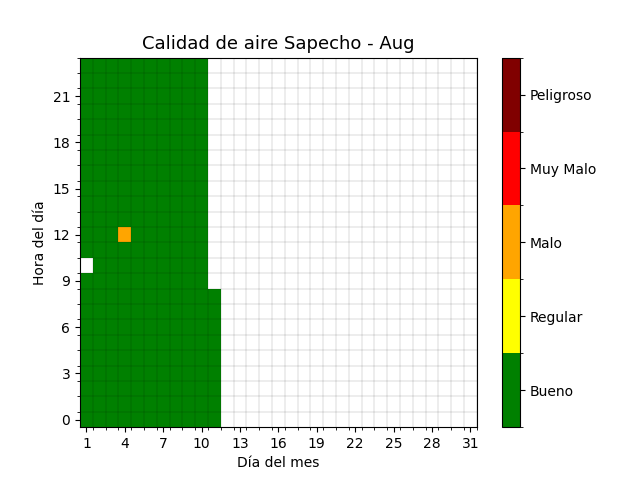 Calidad de aire Sapecho - Aug
Hora del día
21
18
15
12
9
6
3
0
1 4 7 10 13 16 19 22 25 28 31
Día del mes
Peligroso
Muy Malo
Malo
Regular
Bueno